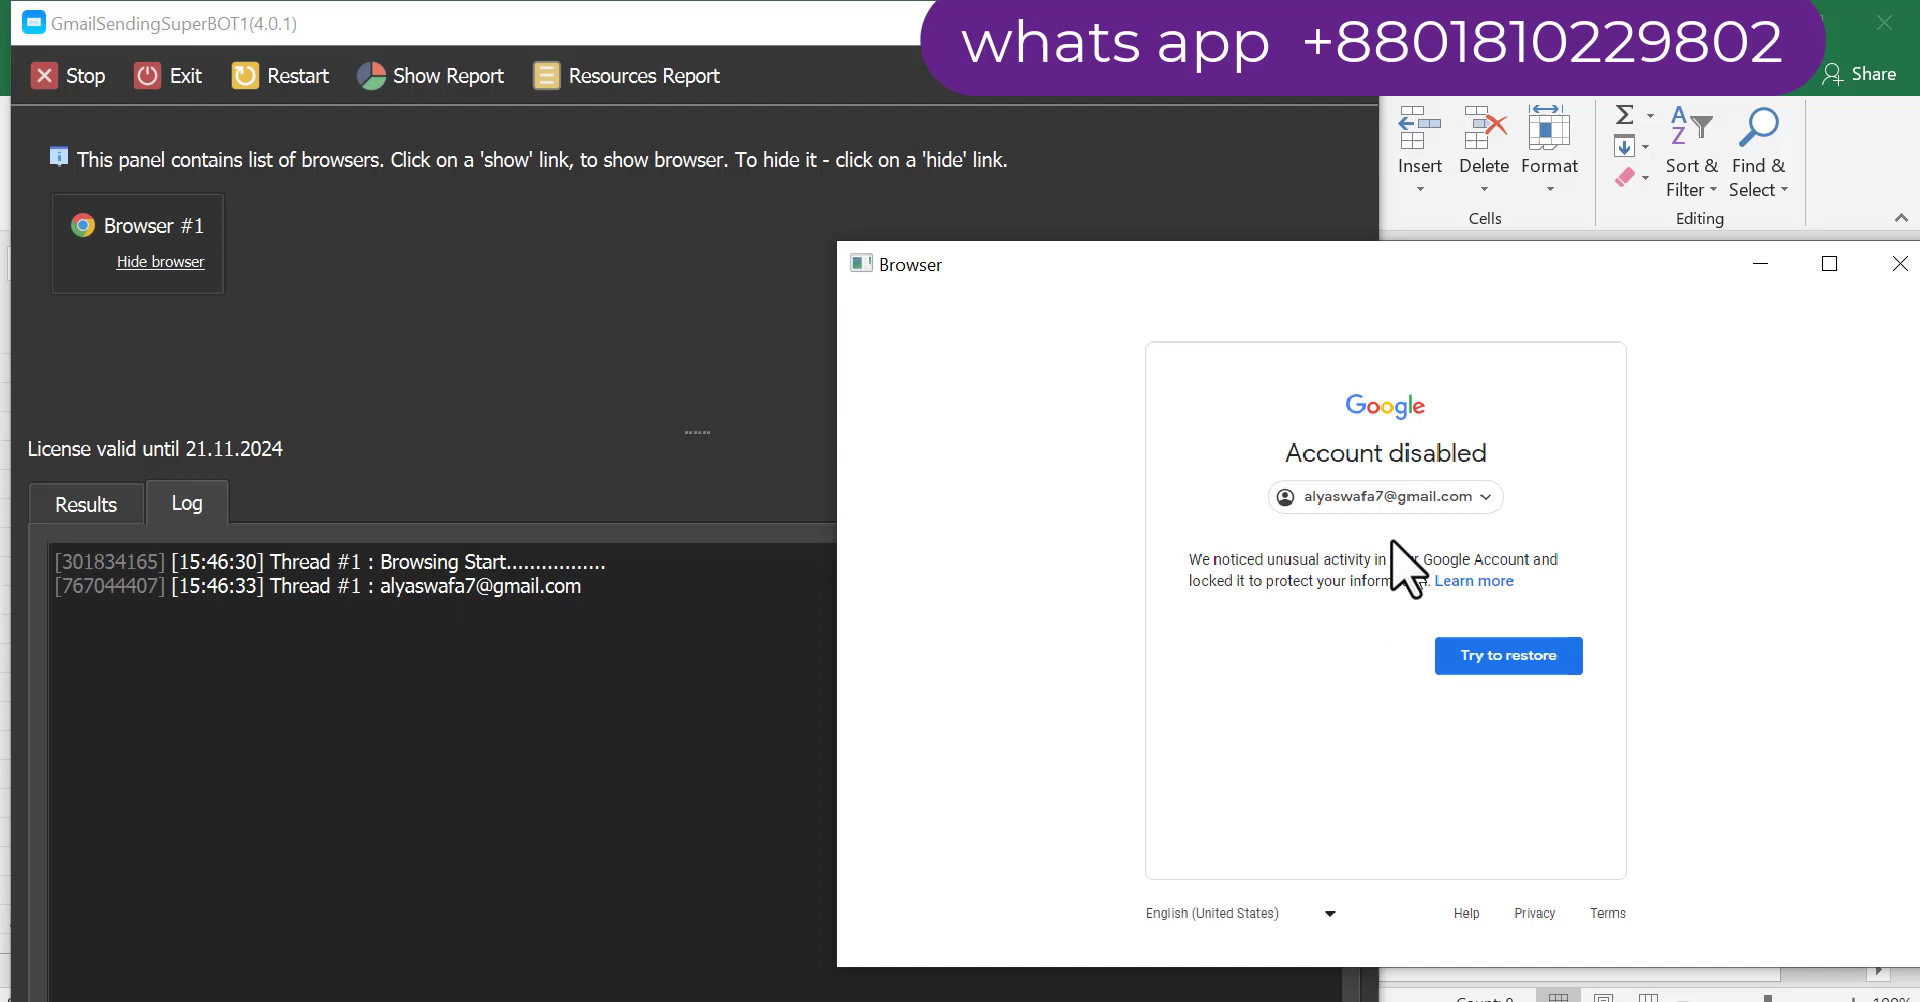 GmailSendingSuperBOT1(4.0.1)
whats app +8801810229802
Stop Exit Restart Show Report Resources Report
Share
This panel contains list of browsers. Click on a 'show' link, to show browser. To hide it - click on a 'hide' link.
Browser #1
Hide browser
Insert Delete Format
Sort & Filter
Find & Select
Cells
Editing
Browser
Google
Account disabled
alyaswafa7@gmail.com
We noticed unusual activity in Google Account and
locked it to protect your Learn more
Try to restore
English (United States)
Help Privacy Terms
License valid until 21.11.2024
Results Log
[301834165] [15:46:30] Thread #1 : Browsing Start.................
[767044407] [15:46:33] Thread #1 : alyaswafa7@gmail.com